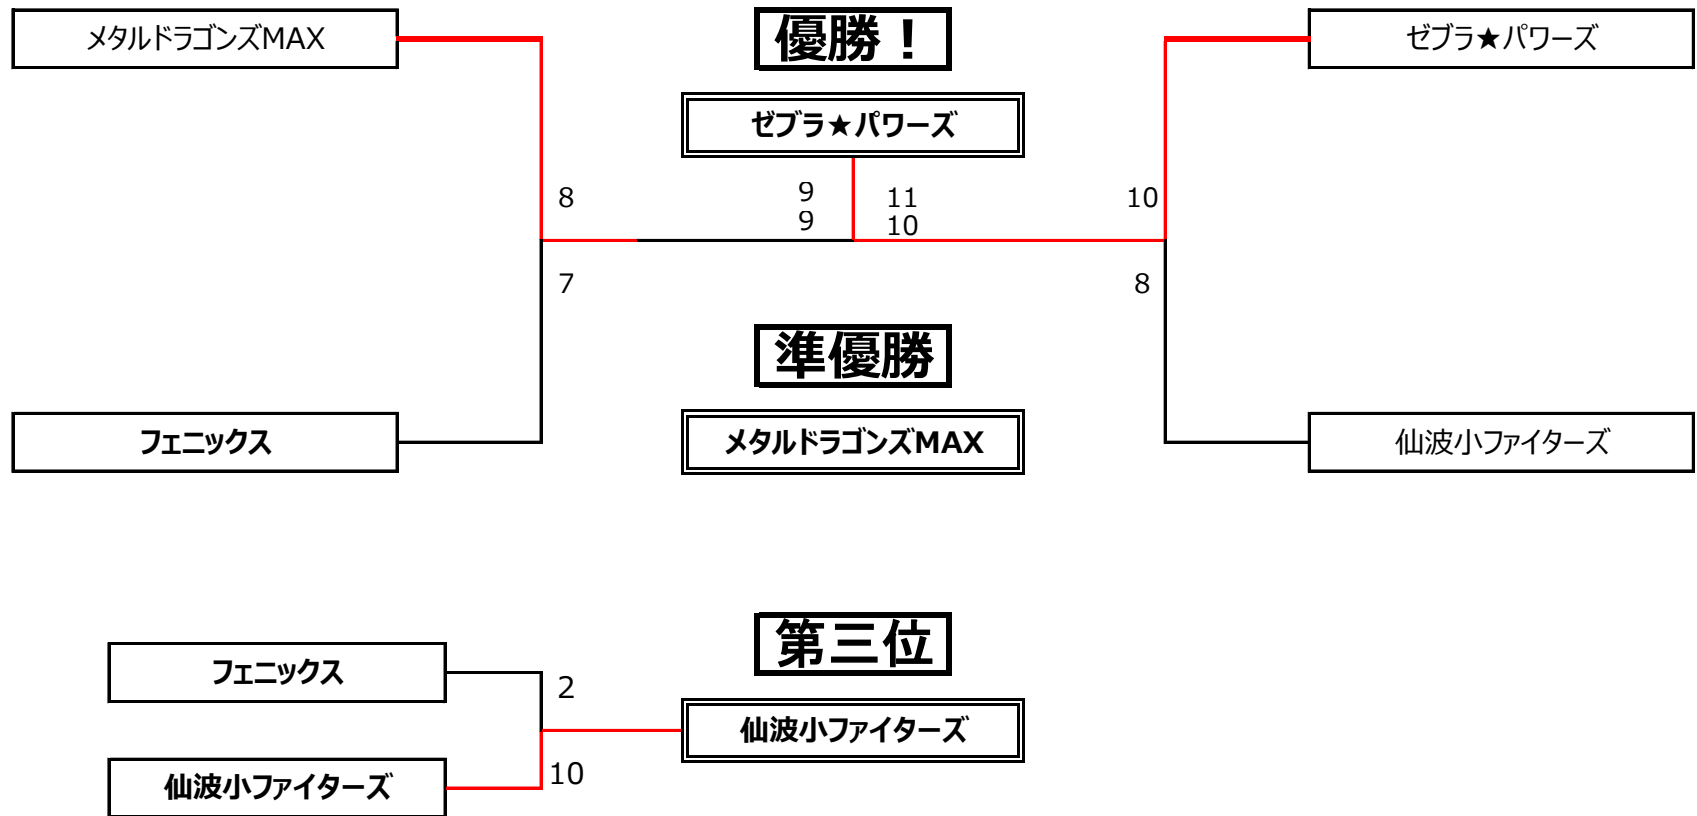 メタルドラゴンズMAX
優勝！
ゼブラ★パワーズ
ゼブラ★パワーズ
8
9
11
10
9
10
7
8
準優勝
フェニックス
メタルドラゴンズMAX
仙波小ファイターズ
第三位
フェニックス
2
仙波小ファイターズ
仙波小ファイターズ
10